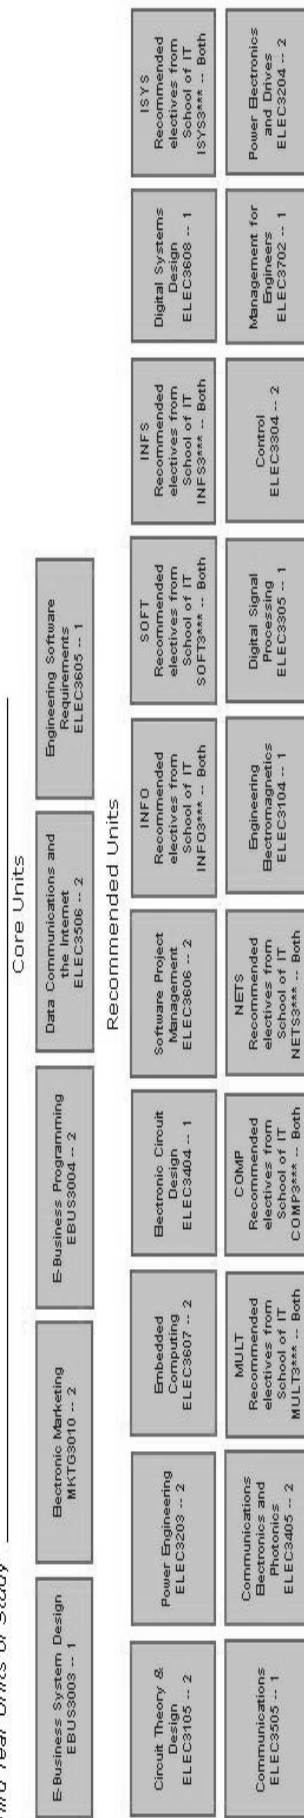 Third Year Units of Study
Core Units
E-Business System Design
EBUS3003 -- 1
Electronic Marketing
MKTG3010 -- 2
E-Business Programming
EBUS3004 -- 2
Data Communications and
the Internet
ELEC3506 -- 2
Engineering Software
Requirements
ELEC3605 -- 1
Recommended Units
Circuit Theory &
Design
ELEC3105 -- 2
Power Engineering
ELEC3203 -- 2
Embedded
Computing
ELEC3607 -- 2
Electronic Circuit
Design
ELEC3404 -- 1
Software Project
Management
ELEC3606 -- 2
INFO
Recommended
electives from
School of IT
INFO3*** -- Both
SOFT
Recommended
electives from
School of IT
SOFT3*** -- Both
INFS
Recommended
electives from
School of IT
INFS3*** -- Both
Digital Systems
Design
ELEC3608 -- 1
ISYS
Recommended
electives from
School of IT
ISYS3*** -- Both
Communications
ELEC3505 -- 1
Communications
Electronics and
Photonics
ELEC3405 -- 2
MULT
Recommended
electives from
School of IT
MULT3*** -- Both
COMP
Recommended
electives from
School of IT
COMP3*** -- Both
NETS
Recommended
electives from
School of IT
NETS3*** -- Both
Engineering
Electromagnetics
ELEC3104 -- 1
Digital Signal
Processing
ELEC3305 -- 1
Control
ELEC3304 -- 2
Management for
Engineers
ELEC3702 -- 1
Power Electronics
and Drives
ELEC3204 -- 2